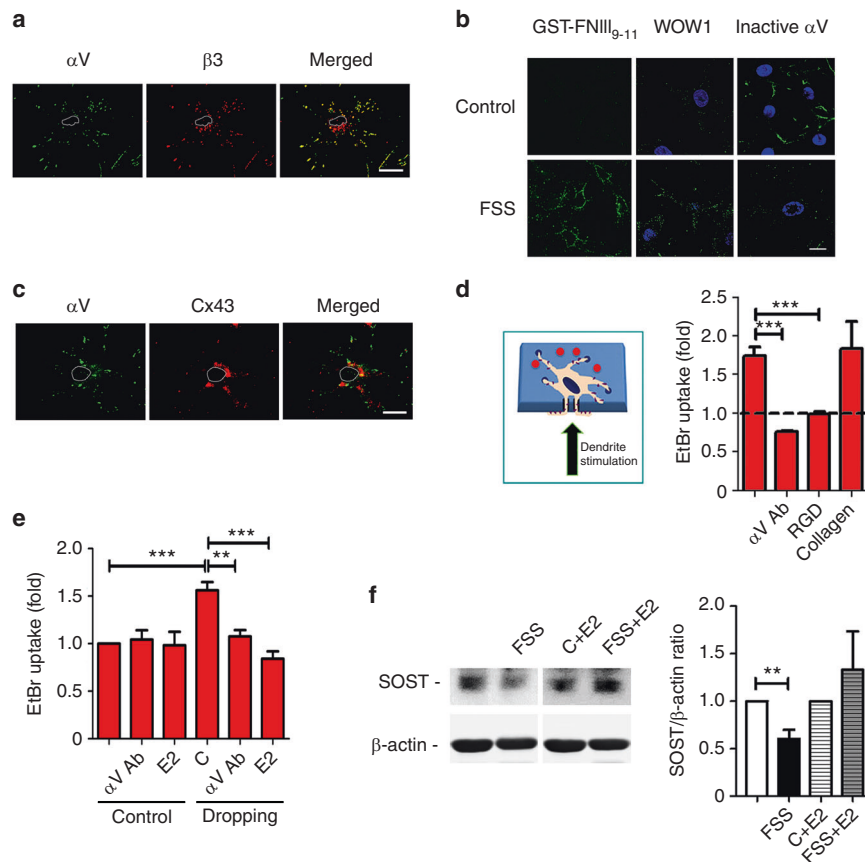 a
αV β3 Merged
b
GST-FNIII9-11 WOW1 Inactive αV
Control
FSS
c
αV Cx43 Merged
d
Dendrite
stimulation
EtBr uptake (fold)
2.5
2.0
1.5
1.0
0.5
0
***
***
αV Ab
RGD
Collagen
e
EtBr uptake (fold)
2.0
1.5
1.0
0.5
0
***
***
**
αV Ab
E2
C
αV Ab
E2
Control Dropping
f
FSS C+E2 FSS+E2
SOST -
β-actin -
SOST/β-actin ratio
2.0
1.5
1.0
0.5
0
**
FSS
C+E2
FSS+E2